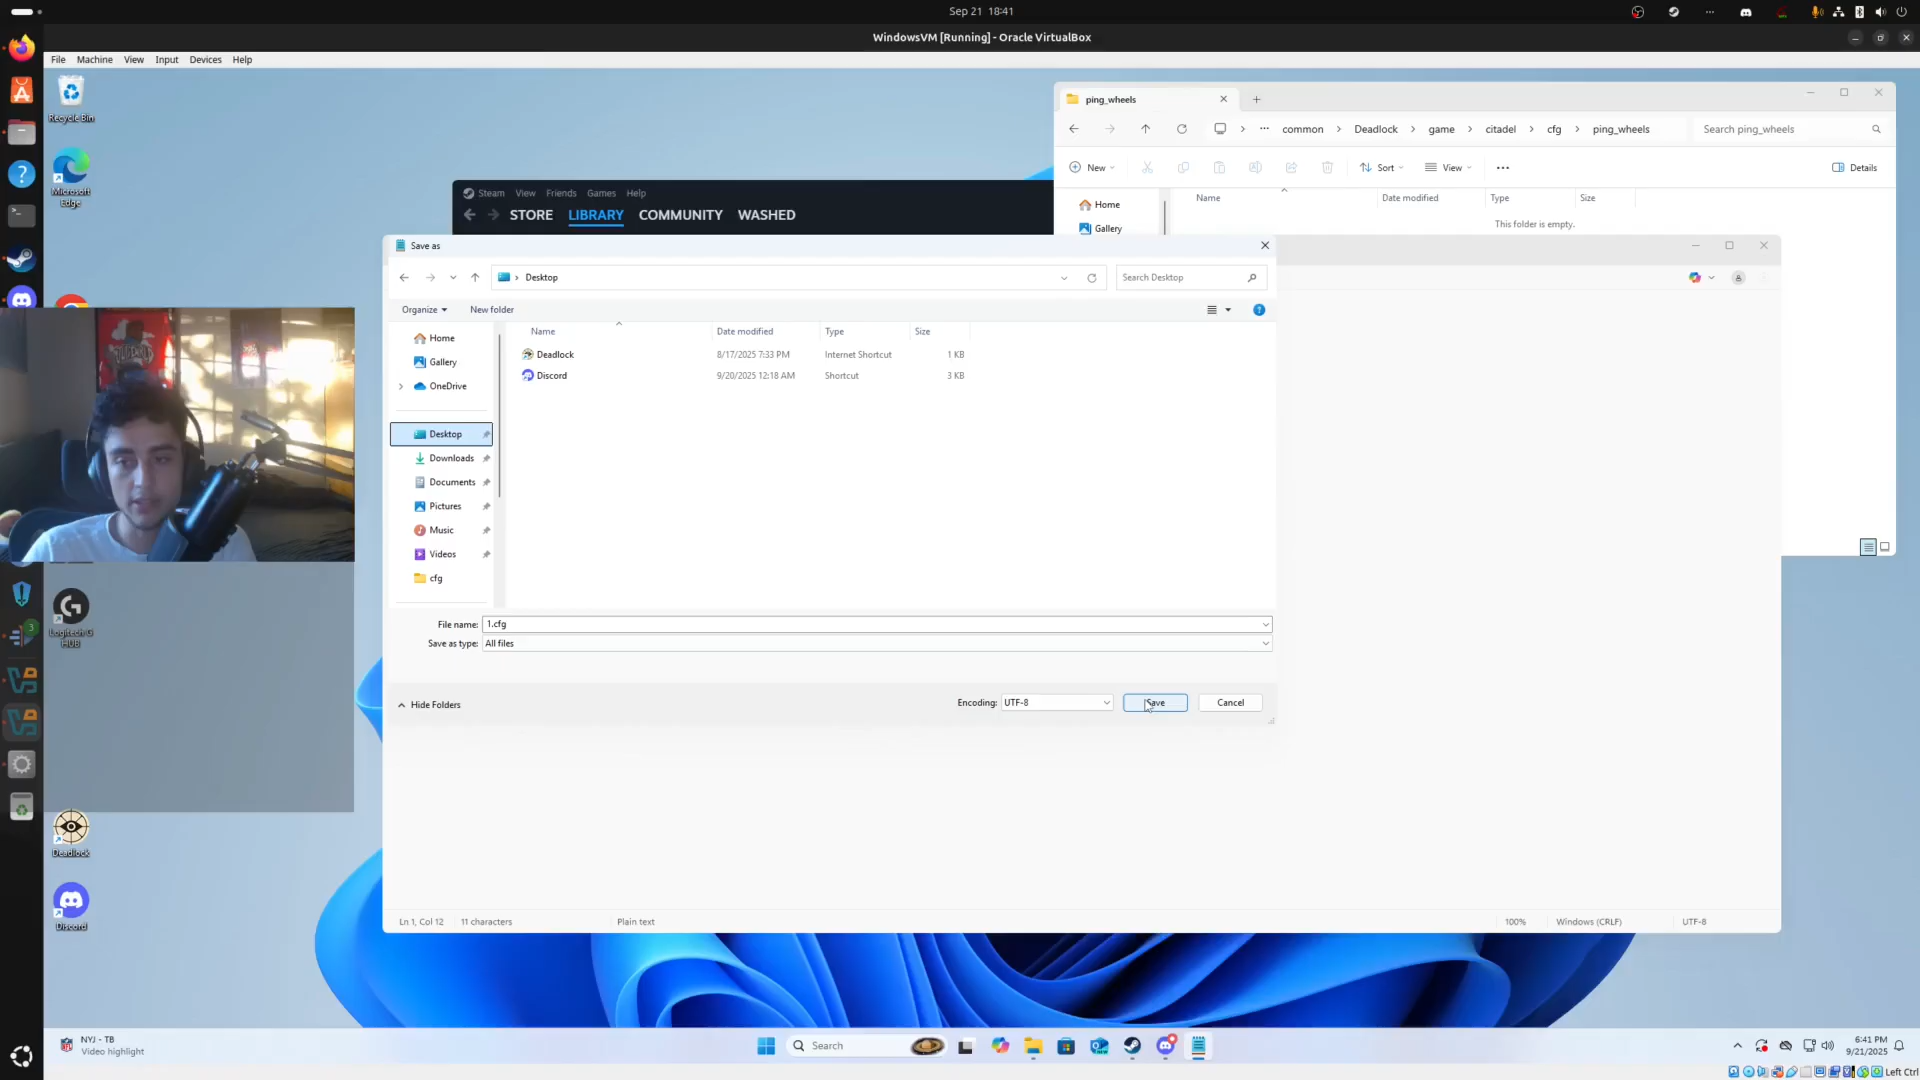 Sep 21 18:41
WindowsVM [Running] - Oracle VirtualBox
File Machine View Input Devices Help
Recycle Bin
Microsoft Edge
Logitech G HUB
Deadlock
Discord
ping_wheels
common Deadlock game citadel cfg ping_wheels
Search ping_wheels
New Sort View Details
Name Date modified Type Size
This folder is empty.
Home
Gallery
Steam View Friends Games Help
STORE LIBRARY COMMUNITY WASHED
Save as
Desktop
Search Desktop
Organize New folder
Home
Gallery
OneDrive
Desktop
Downloads
Documents
Pictures
Music
Videos
cfg
Name Date modified Type Size
Deadlock 8/17/2025 7:33 PM Internet Shortcut 1 KB
Discord 9/20/2025 12:18 AM Shortcut 3 KB
File name: 1.cfg
Save as type: All files
Hide Folders
Encoding: UTF-8
Save
Cancel
Ln 1, Col 12 11 characters Plain text 100% Windows (CRLF) UTF-8
NYJ - TB
Video highlight
Search
6:41 PM
9/21/2025
Left Ctrl
3